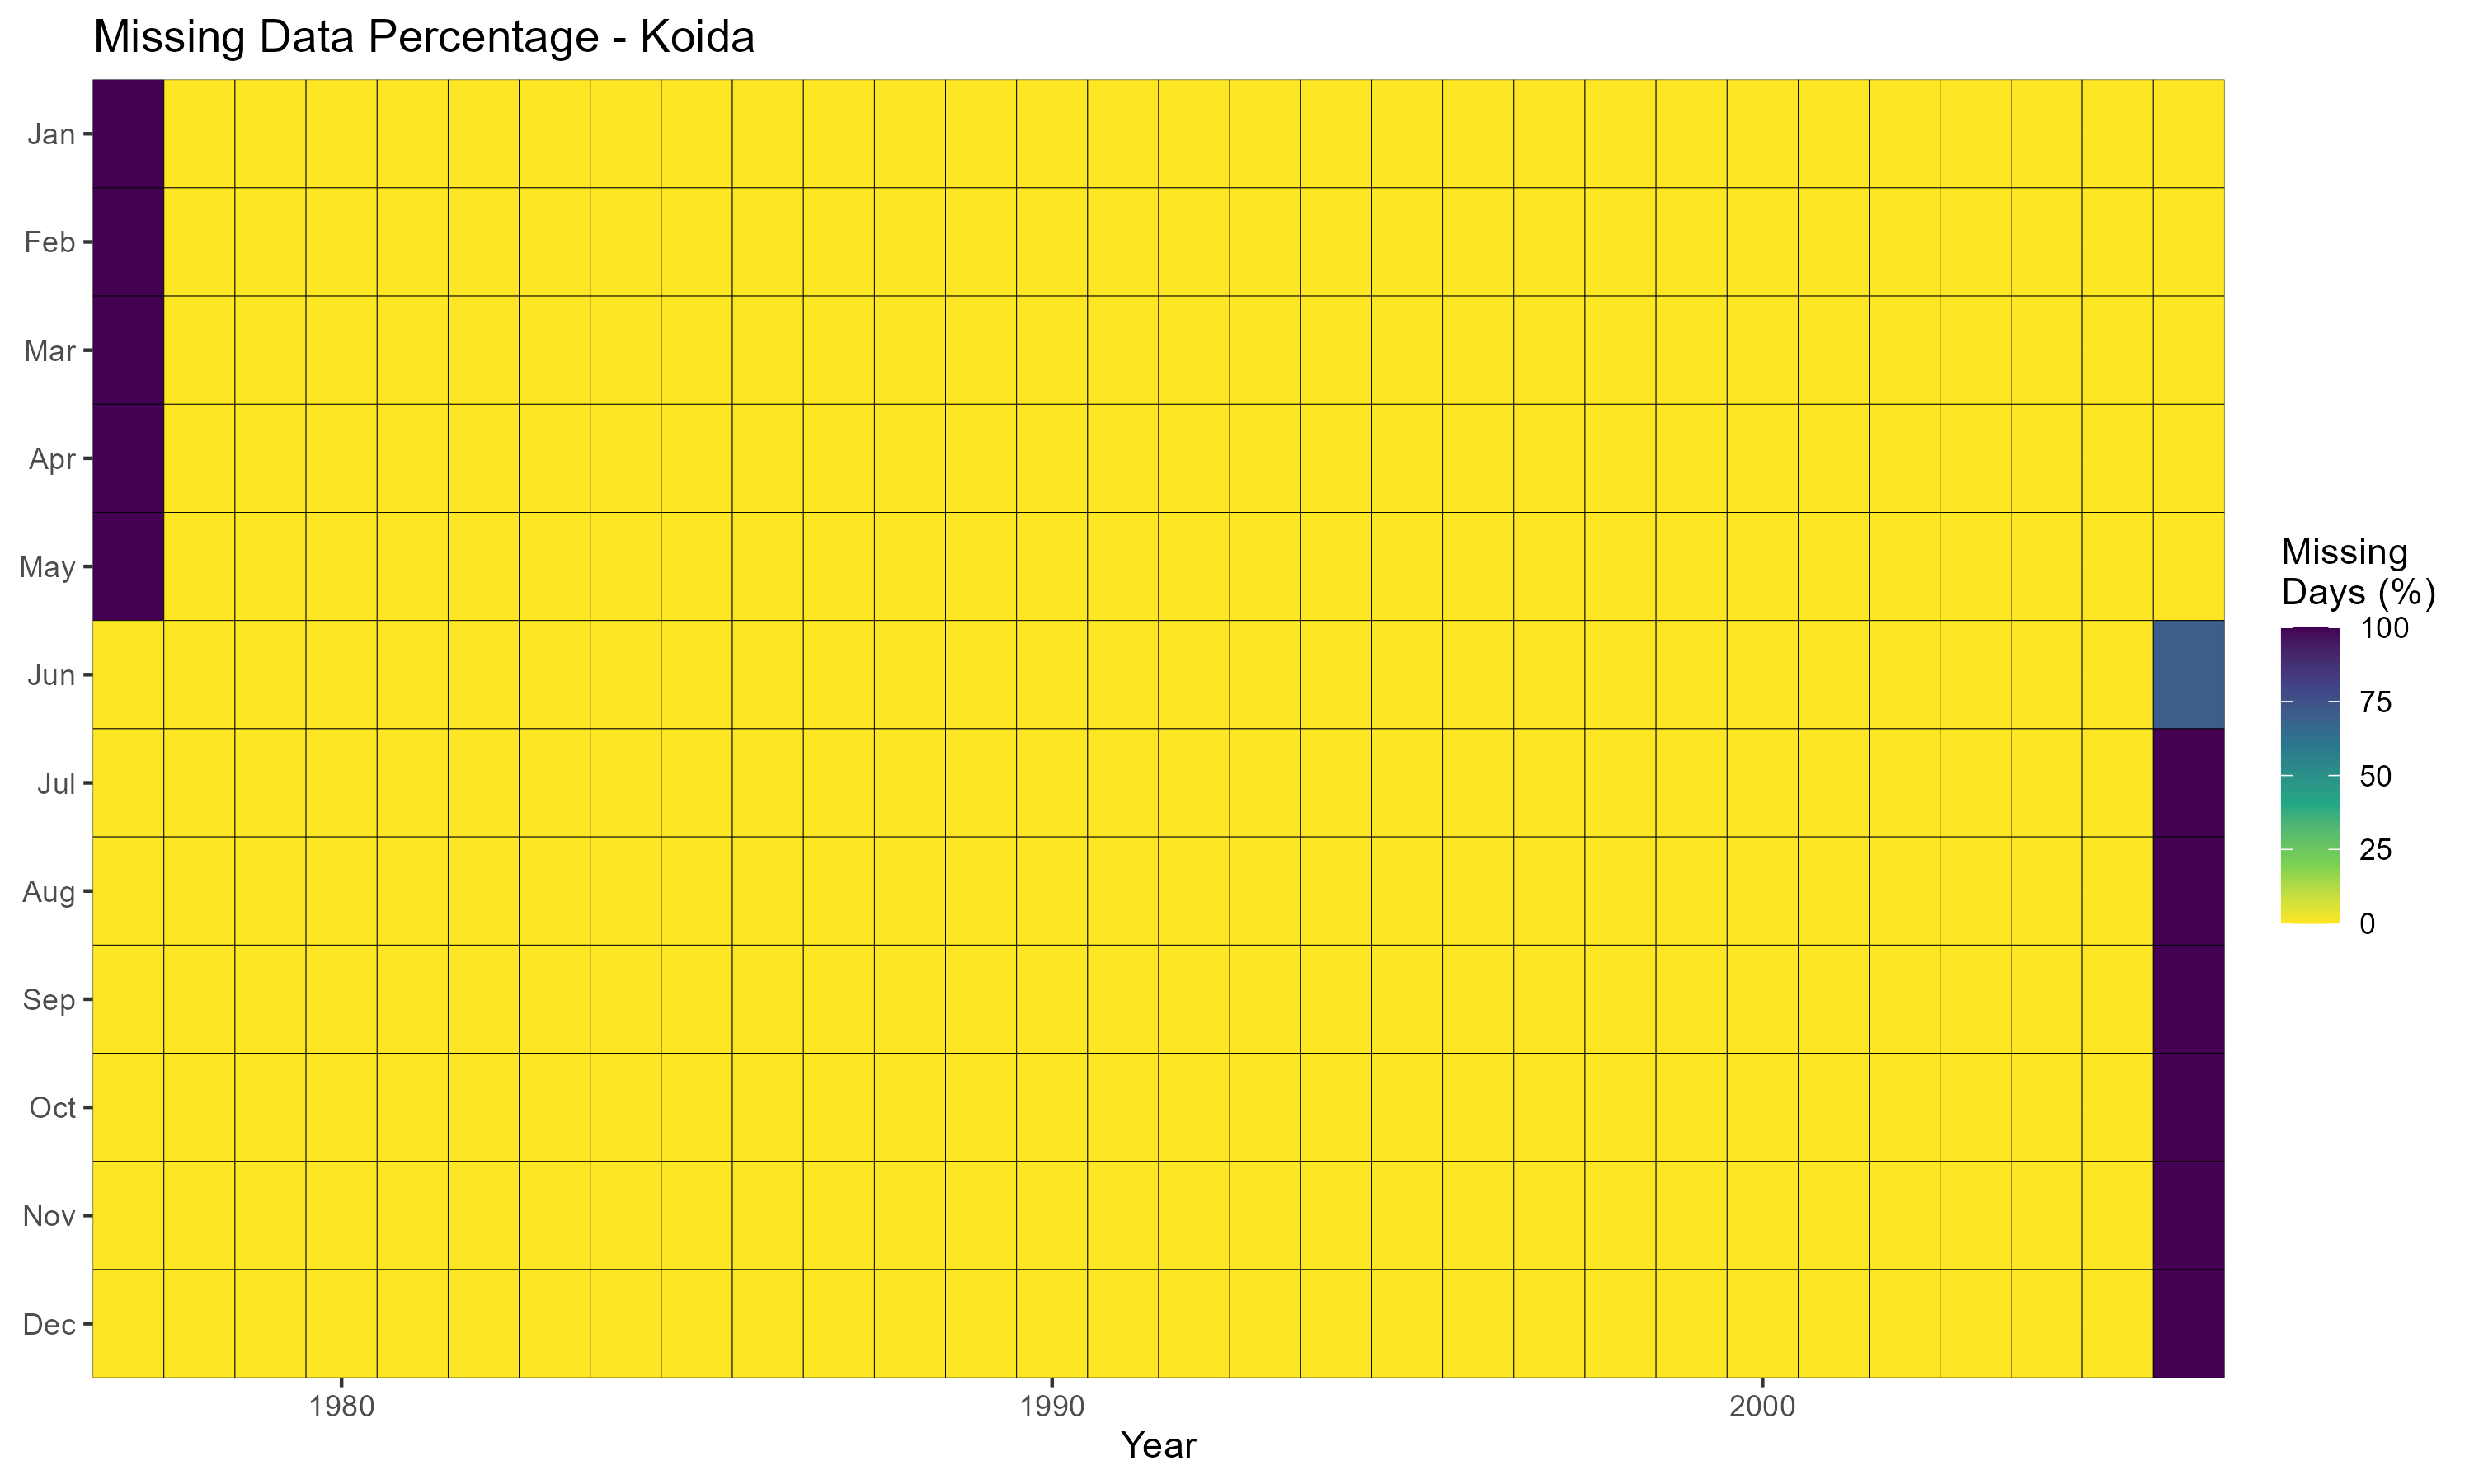 Missing Data Percentage - Koida
Jan
Feb
Mar
Apr
May
Jun
Jul
Aug
Sep
Oct
Nov
Dec
1980
1990
2000
Year
Missing
Days (%)
100
75
50
25
0